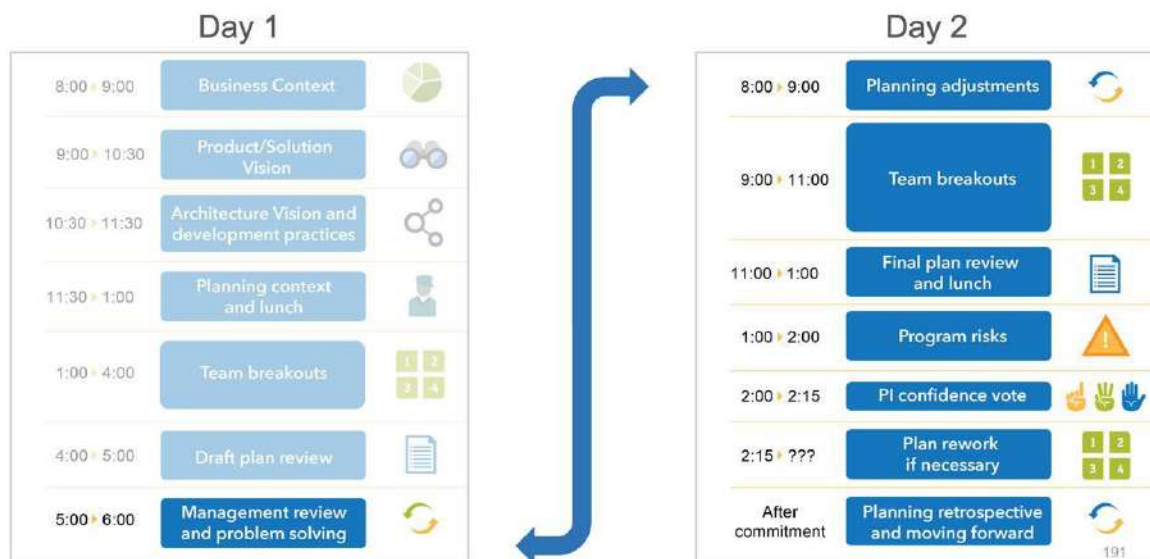 Day 1
8:00 ▸ 9:00 Business Context
9:00 ▸ 10:30 Product/Solution
Vision
10:30 ▸ 11:30 Architecture Vision and
development practices
11:30 ▸ 1:00 Planning context
and lunch
1:00 ▸ 4:00 Team breakouts
1 2
3 4
4:00 ▸ 5:00 Draft plan review
5:00 ▸ 6:00 Management review
and problem solving
Day 2
8:00 ▸ 9:00 Planning adjustments
9:00 ▸ 11:00 Team breakouts
1 2
3 4
11:00 ▸ 1:00 Final plan review
and lunch
1:00 ▸ 2:00 Program risks
!
2:00 ▸ 2:15 PI confidence vote
2:15 ▸ ??? Plan rework
if necessary
1 2
3 4
After
commitment
Planning retrospective
and moving forward
191